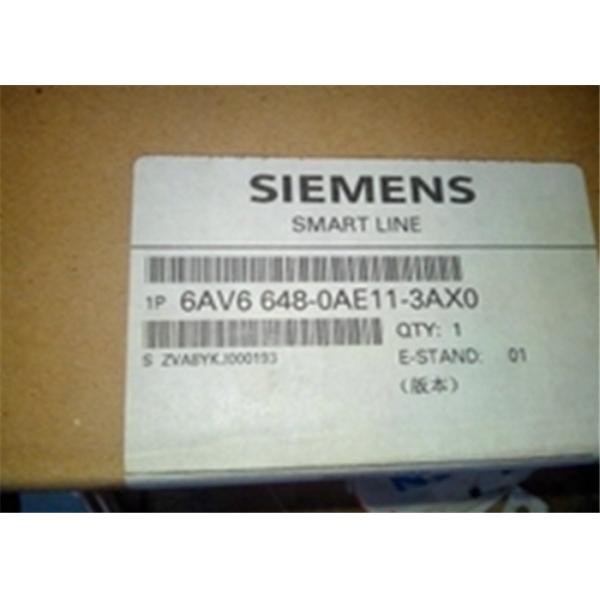 SIEMENS
SMART LINE
1P 6AV6 648-0AE11-3AX0
QTY: 1
S ZVA8YKJ000193
E-STAND: 01
(版本)